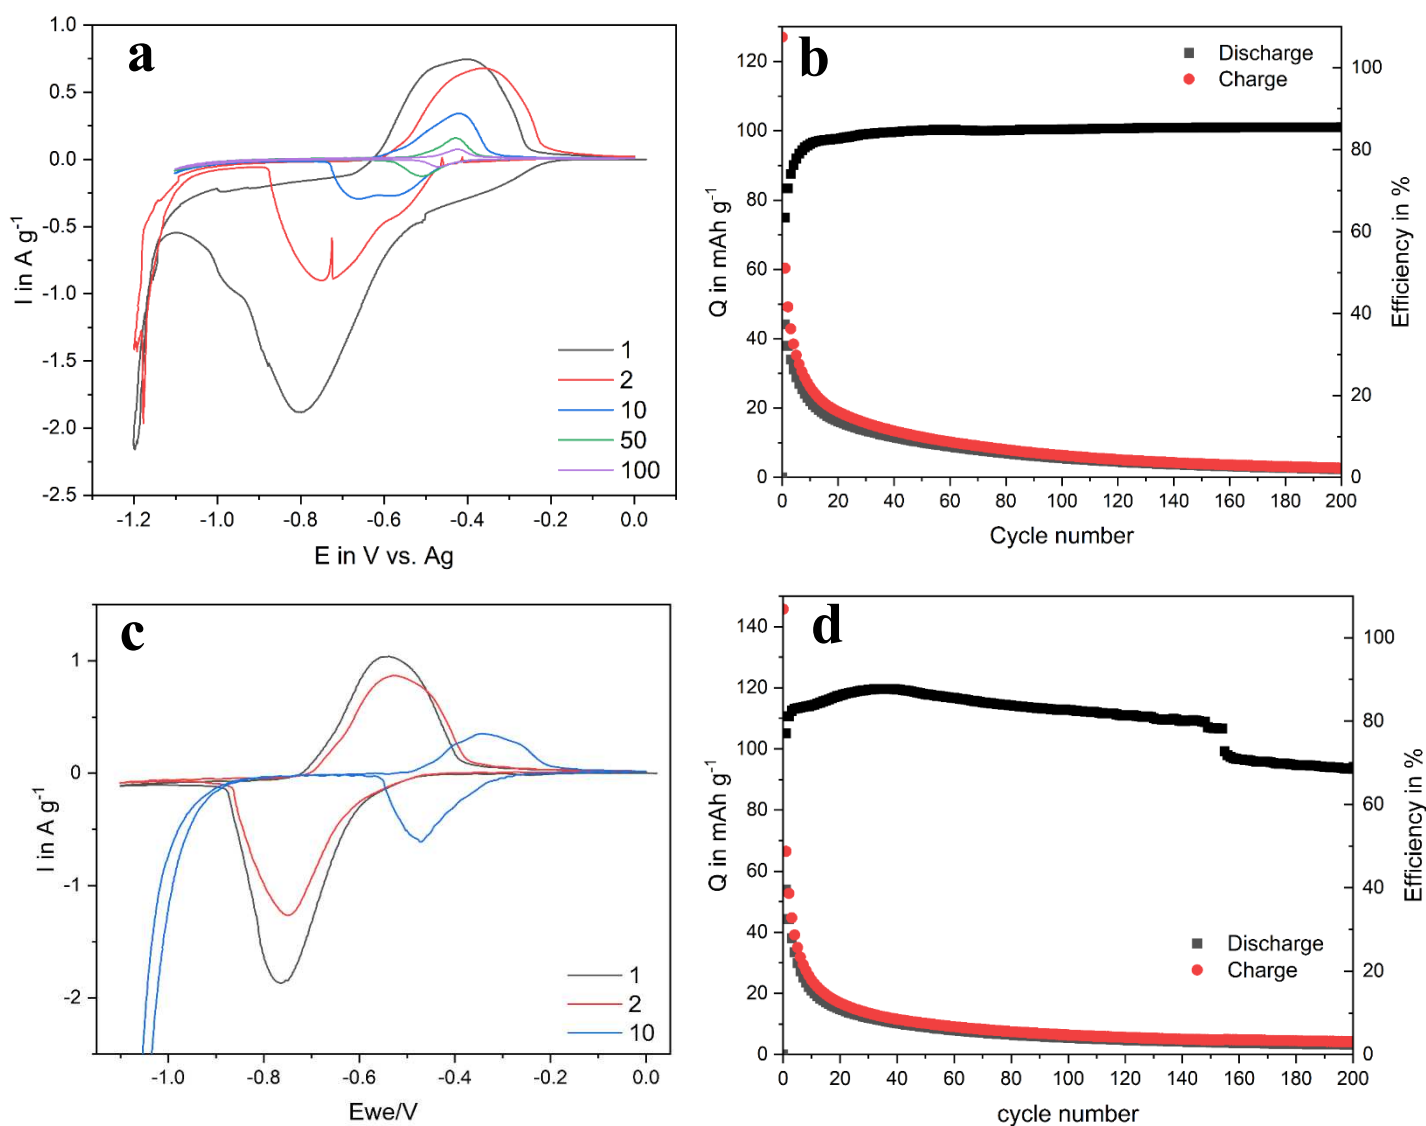 a
1.0
0.5
0.0
-0.5
-1.0
-1.5
-2.0
-2.5
I in A g-1
-1.2 -1.0 -0.8 -0.6 -0.4 -0.2 0.0
E in V vs. Ag
1
2
10
50
100
b
120
100
80
60
40
20
0
Q in mAh g-1
Discharge
Charge
100
80
60
40
20
0
Efficiency in %
0 20 40 60 80 100 120 140 160 180 200
Cycle number
c
1
0
-1
-2
I in A g-1
-1.0 -0.8 -0.6 -0.4 -0.2 0.0
Ewe/V
1
2
10
d
140
120
100
80
60
40
20
0
Q in mAh g-1
Discharge
Charge
100
80
60
40
20
0
Efficiency in %
0 20 40 60 80 100 120 140 160 180 200
cycle number